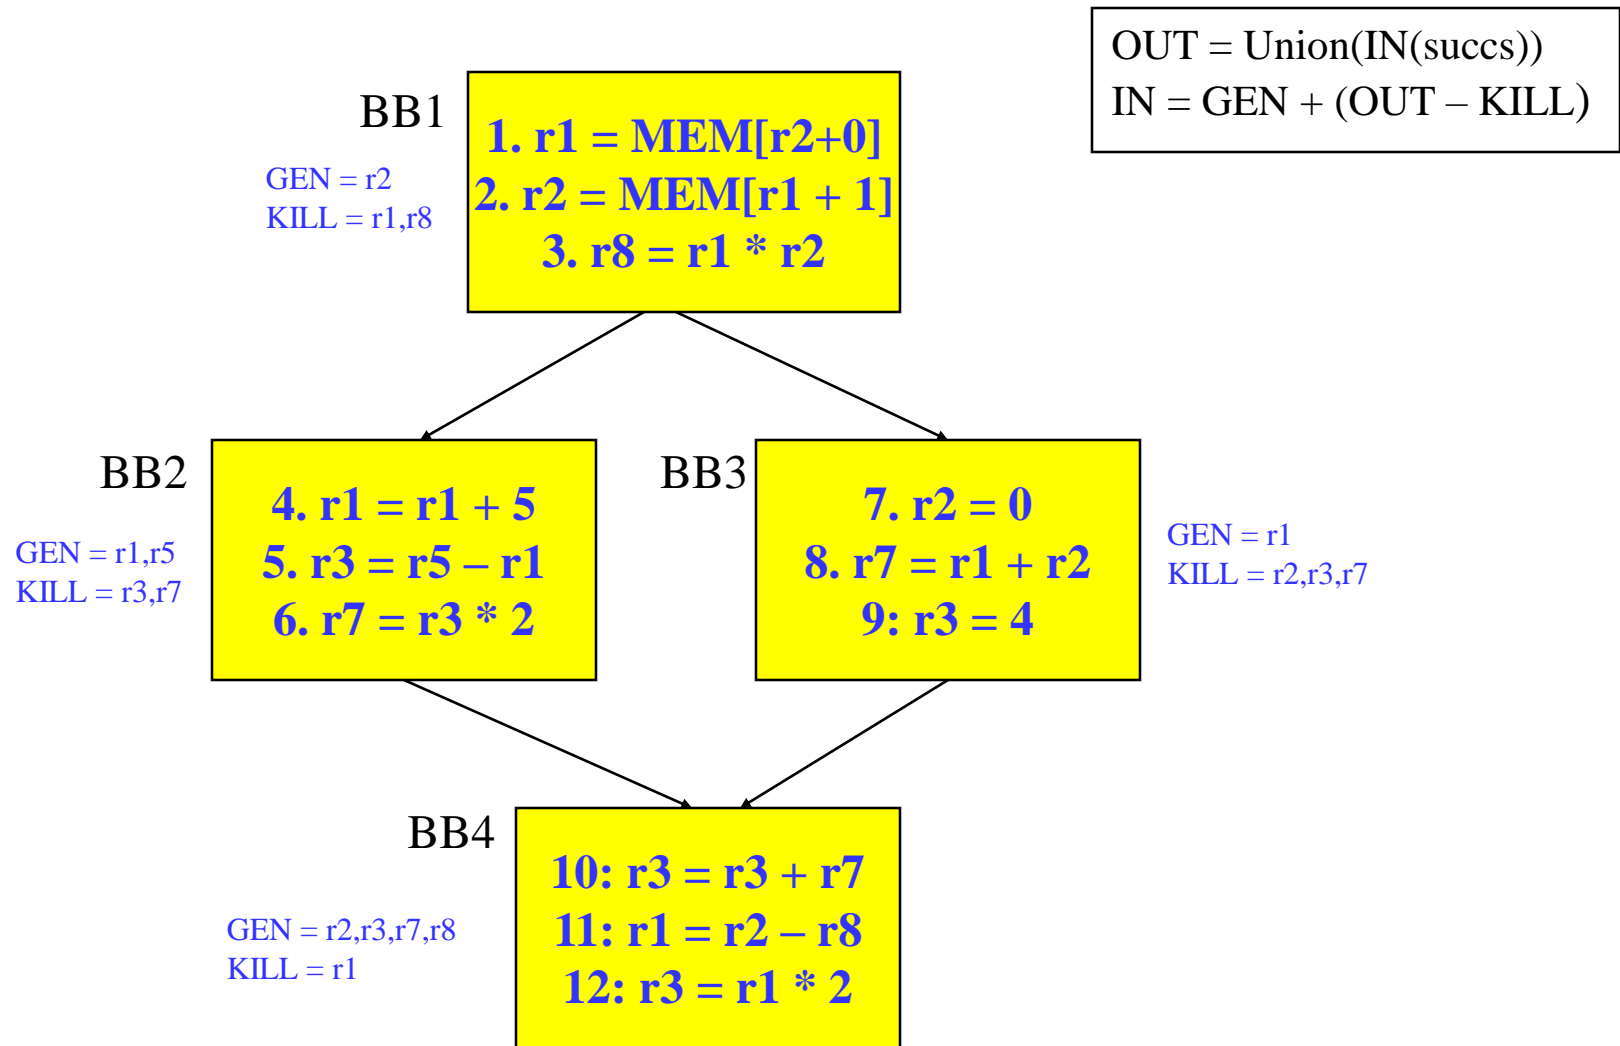 OUT = Union(IN(succs))
IN = GEN + (OUT – KILL)
BB1
GEN = r2
KILL = r1,r8
1. r1 = MEM[r2+0]
2. r2 = MEM[r1 + 1]
3. r8 = r1 * r2
BB2
GEN = r1,r5
KILL = r3,r7
4. r1 = r1 + 5
5. r3 = r5 – r1
6. r7 = r3 * 2
BB3
7. r2 = 0
8. r7 = r1 + r2
9: r3 = 4
GEN = r1
KILL = r2,r3,r7
BB4
GEN = r2,r3,r7,r8
KILL = r1
10: r3 = r3 + r7
11: r1 = r2 – r8
12: r3 = r1 * 2